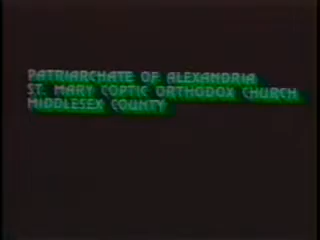 PATRIARCHATE OF ALEXANDRIA
ST. MARY COPTIC ORTHODOX CHURCH
MIDDLESEX COUNTY